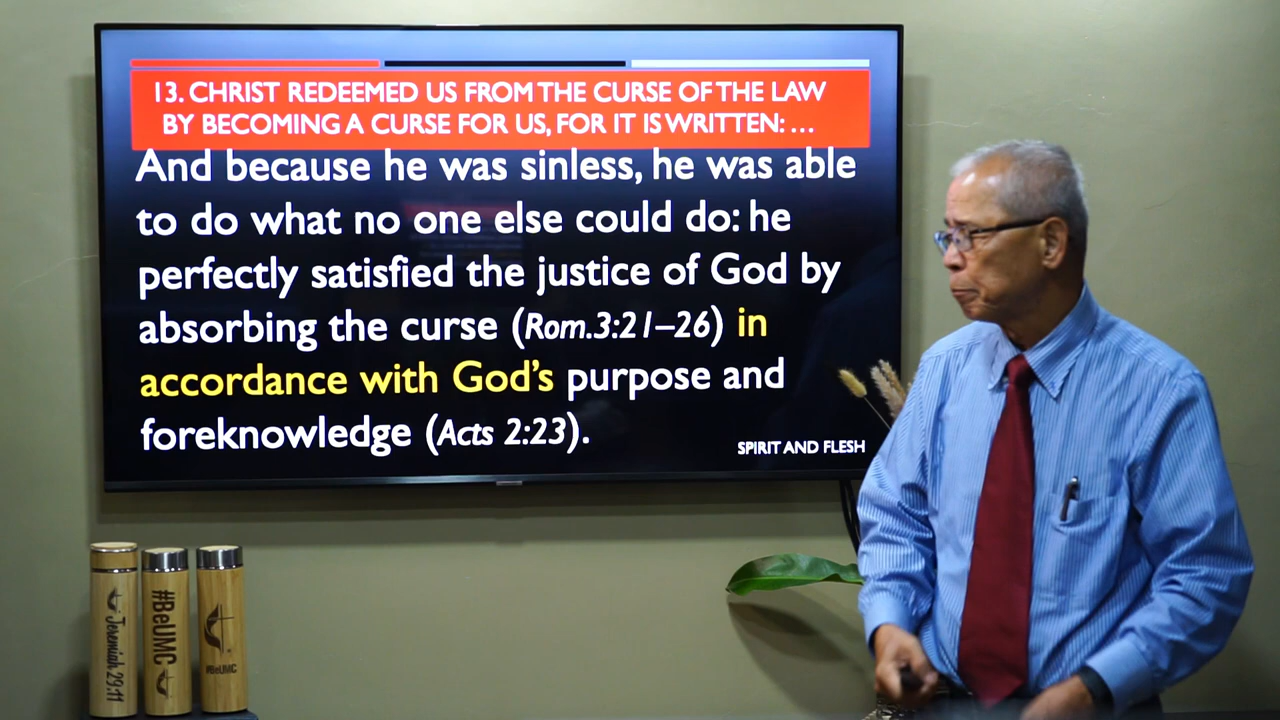 13. CHRIST REDEEMED US FROM THE CURSE OF THE LAW
BY BECOMING A CURSE FOR US, FOR IT IS WRITTEN: ...
And because he was sinless, he was able
to do what no one else could do: he
perfectly satisfied the justice of God by
absorbing the curse (Rom.3:21–26) in
accordance with God's purpose and
foreknowledge (Acts 2:23).
SPIRIT AND FLESH
Jeremiah 29:11
#BeUMC
#BeUMC